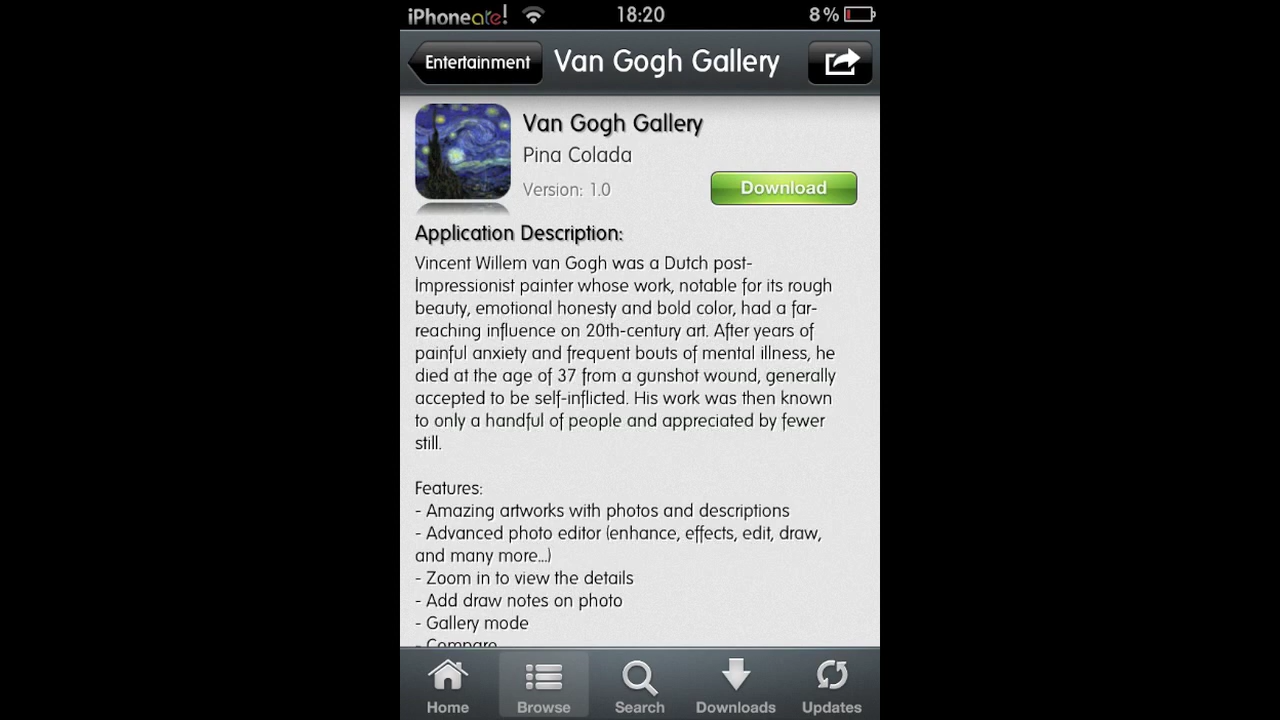 iPhoneate! 18:20 8%
Entertainment Van Gogh Gallery
Van Gogh Gallery
Pina Colada
Version: 1.0 Download
Application Description:
Vincent Willem van Gogh was a Dutch post-
Impressionist painter whose work, notable for its rough
beauty, emotional honesty and bold color, had a far-
reaching influence on 20th-century art. After years of
painful anxiety and frequent bouts of mental illness, he
died at the age of 37 from a gunshot wound, generally
accepted to be self-inflicted. His work was then known
to only a handful of people and appreciated by fewer
still.
Features:
- Amazing artworks with photos and descriptions
- Advanced photo editor (enhance, effects, edit, draw,
and many more...)
- Zoom in to view the details
- Add draw notes on photo
- Gallery mode
- Compare
Home Browse Search Downloads Updates